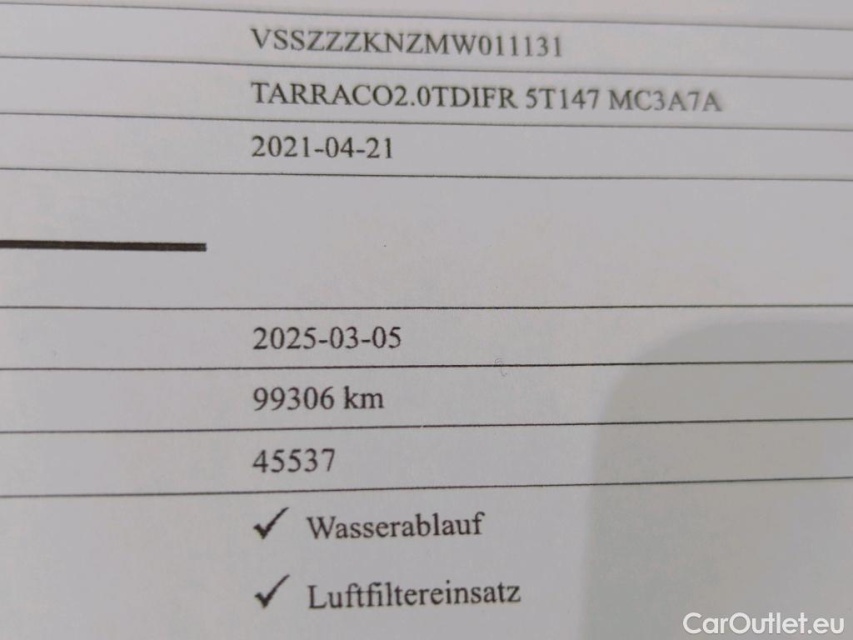 VSSZZZKNZMW011131
TARRACO2.0TDIFR 5T147 MC3A7A
2021-04-21
2025-03-05
99306 km
45537
✓ Wasserablauf
✓ Luftfiltereinsatz
CarOutlet.eu